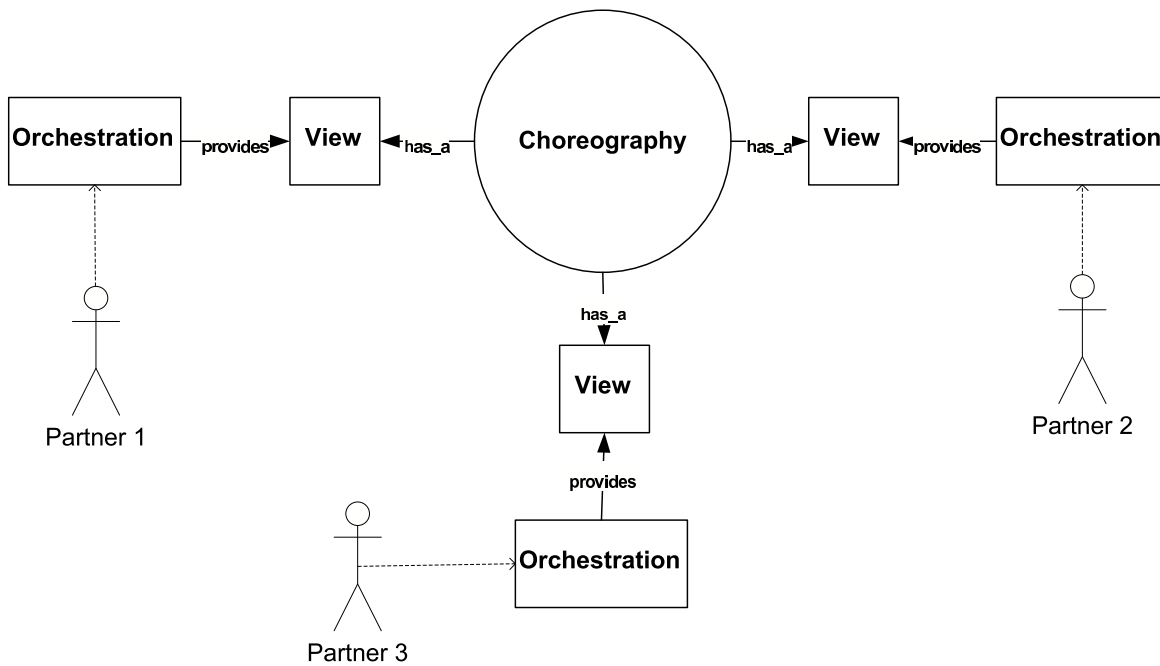 Orchestration
provides
View
has_a
Choreography
has_a
View
provides
Orchestration
has_a
View
Partner 1
Partner 2
provides
Orchestration
Partner 3